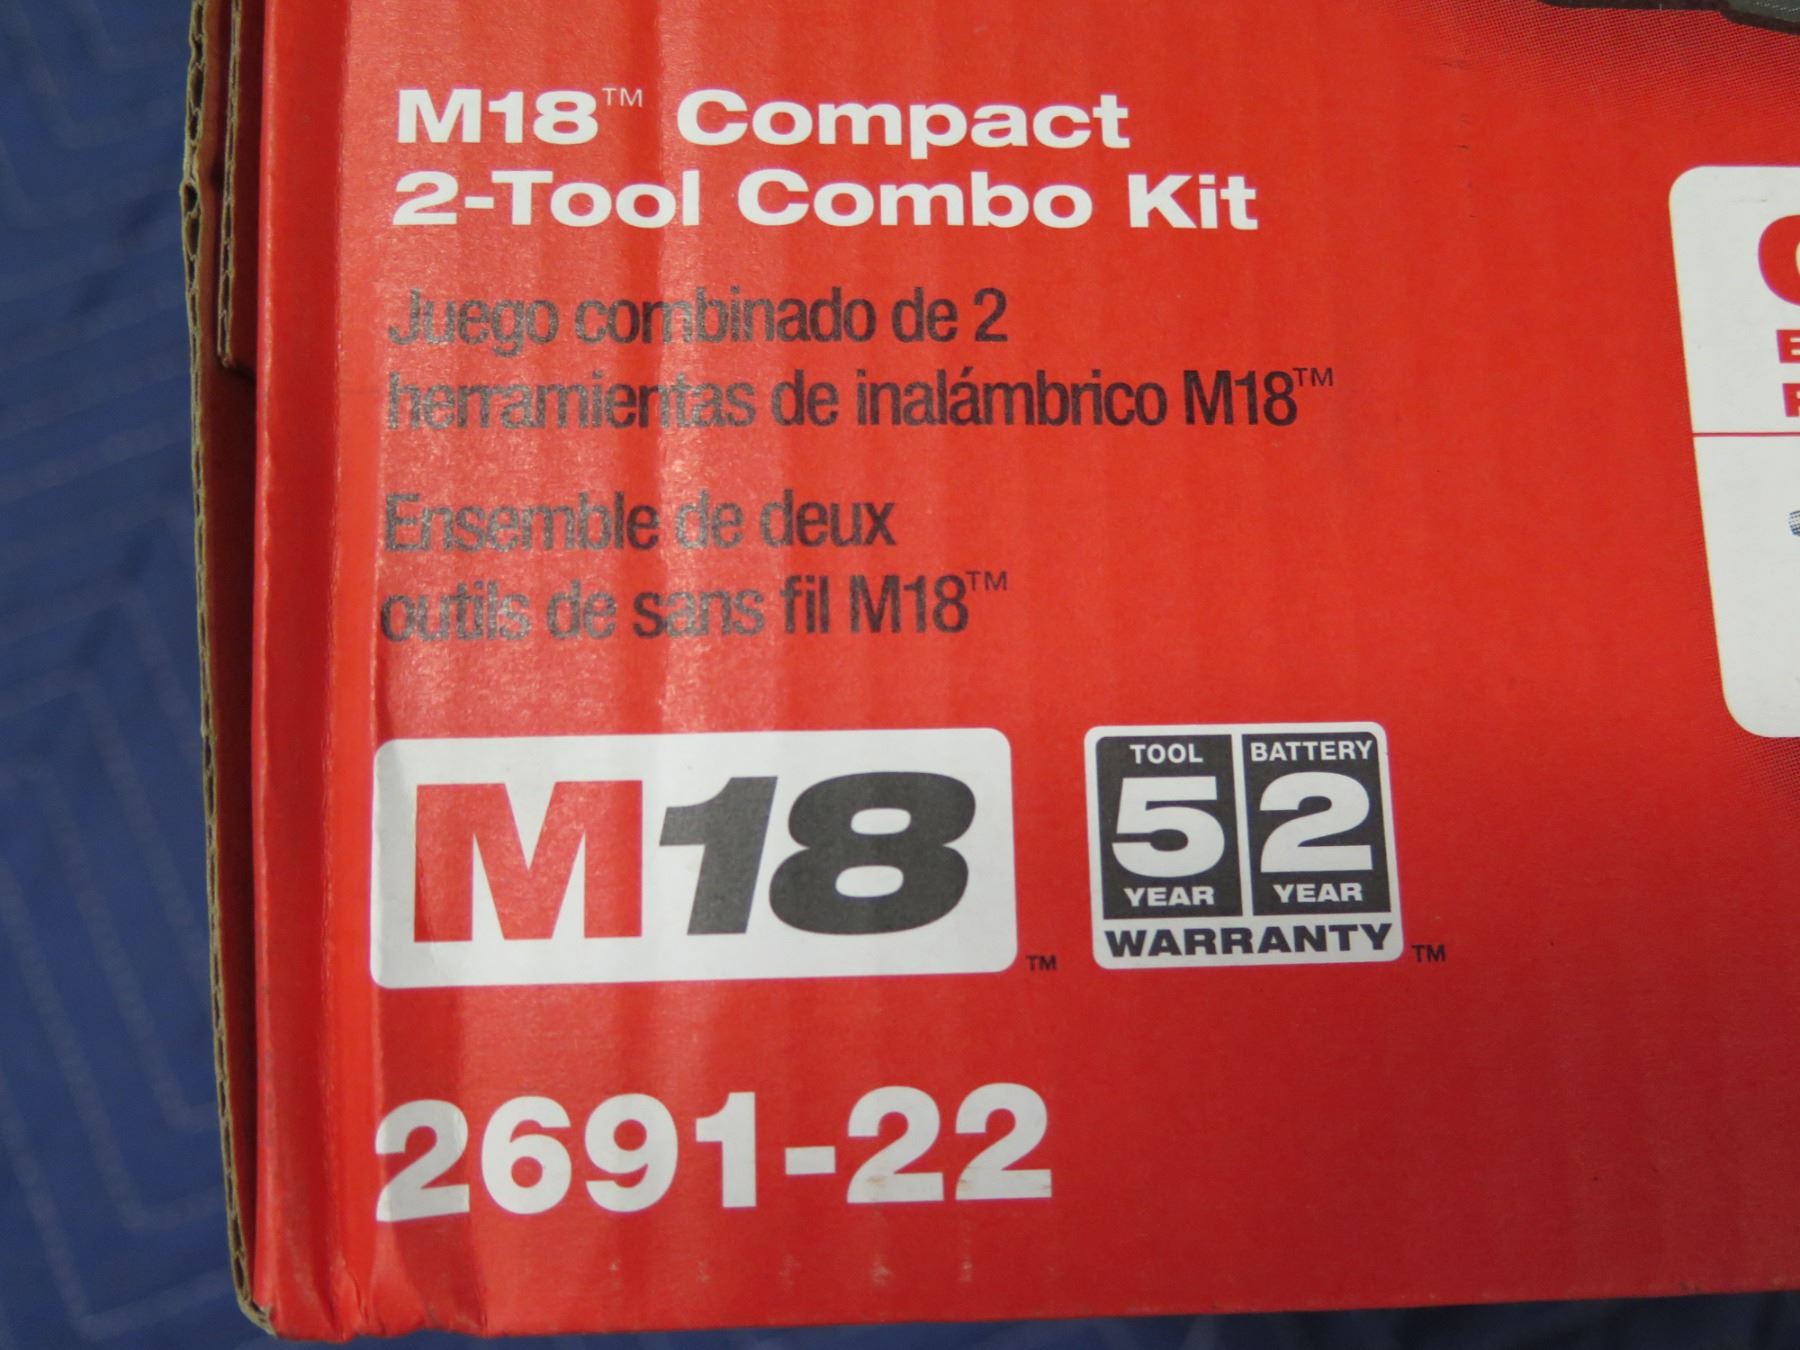 M18™ Compact
2-Tool Combo Kit
Juego combinado de 2
herramientas de inalámbrico M18™
Ensemble de deux
outils de sans fil M18™
M18™
TOOL BATTERY
5 2
YEAR YEAR
WARRANTY™
2691-22